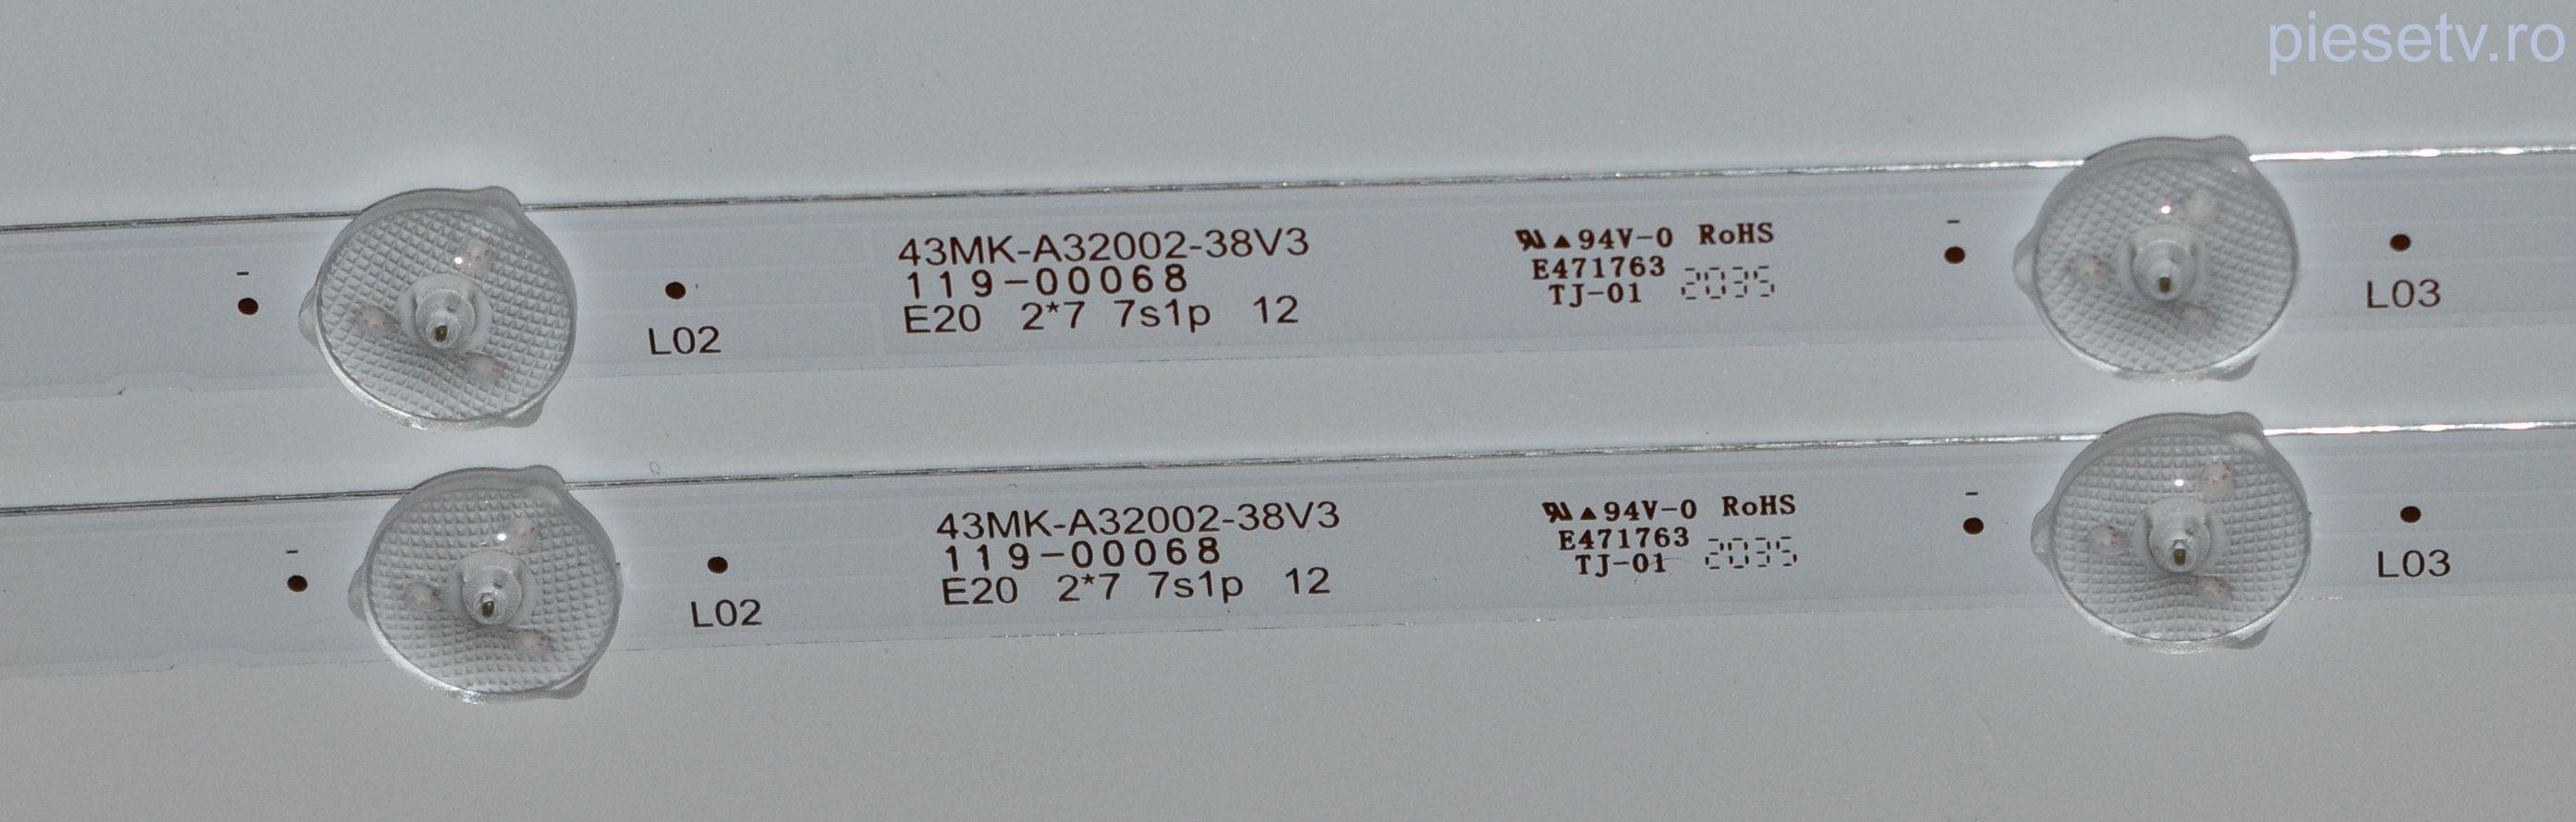 piesetv.ro
43MK-A32002-38V3
119-00068
E20 2*7 7s1p 12
L02
94V-0 RoHS
E471763
TJ-01 2035
L03
43MK-A32002-38V3
119-00068
E20 2*7 7s1p 12
L02
94V-0 RoHS
E471763
TJ-01 2035
L03